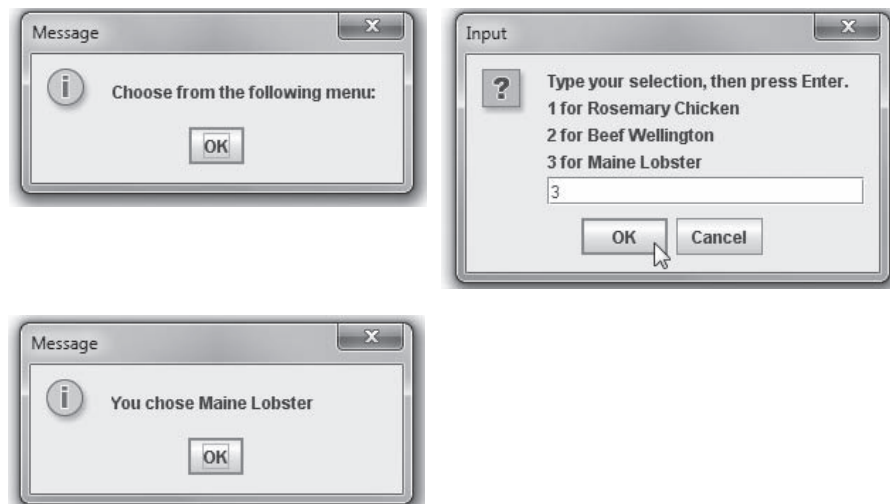 Message
Choose from the following menu:
OK
Input
Type your selection, then press Enter.
1 for Rosemary Chicken
2 for Beef Wellington
3 for Maine Lobster
3
OK Cancel
Message
You chose Maine Lobster
OK